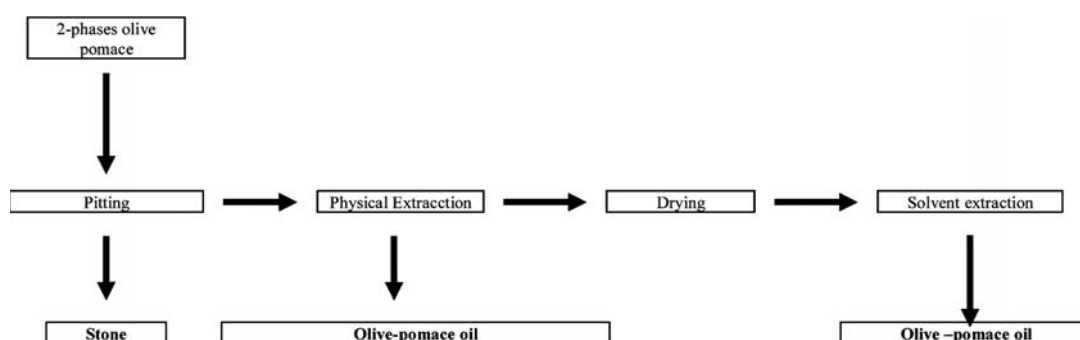 2-phases olive
pomace
Pitting
Physical Extracction
Drying
Solvent extraction
Stone
Olive-pomace oil
Olive –pomace oil